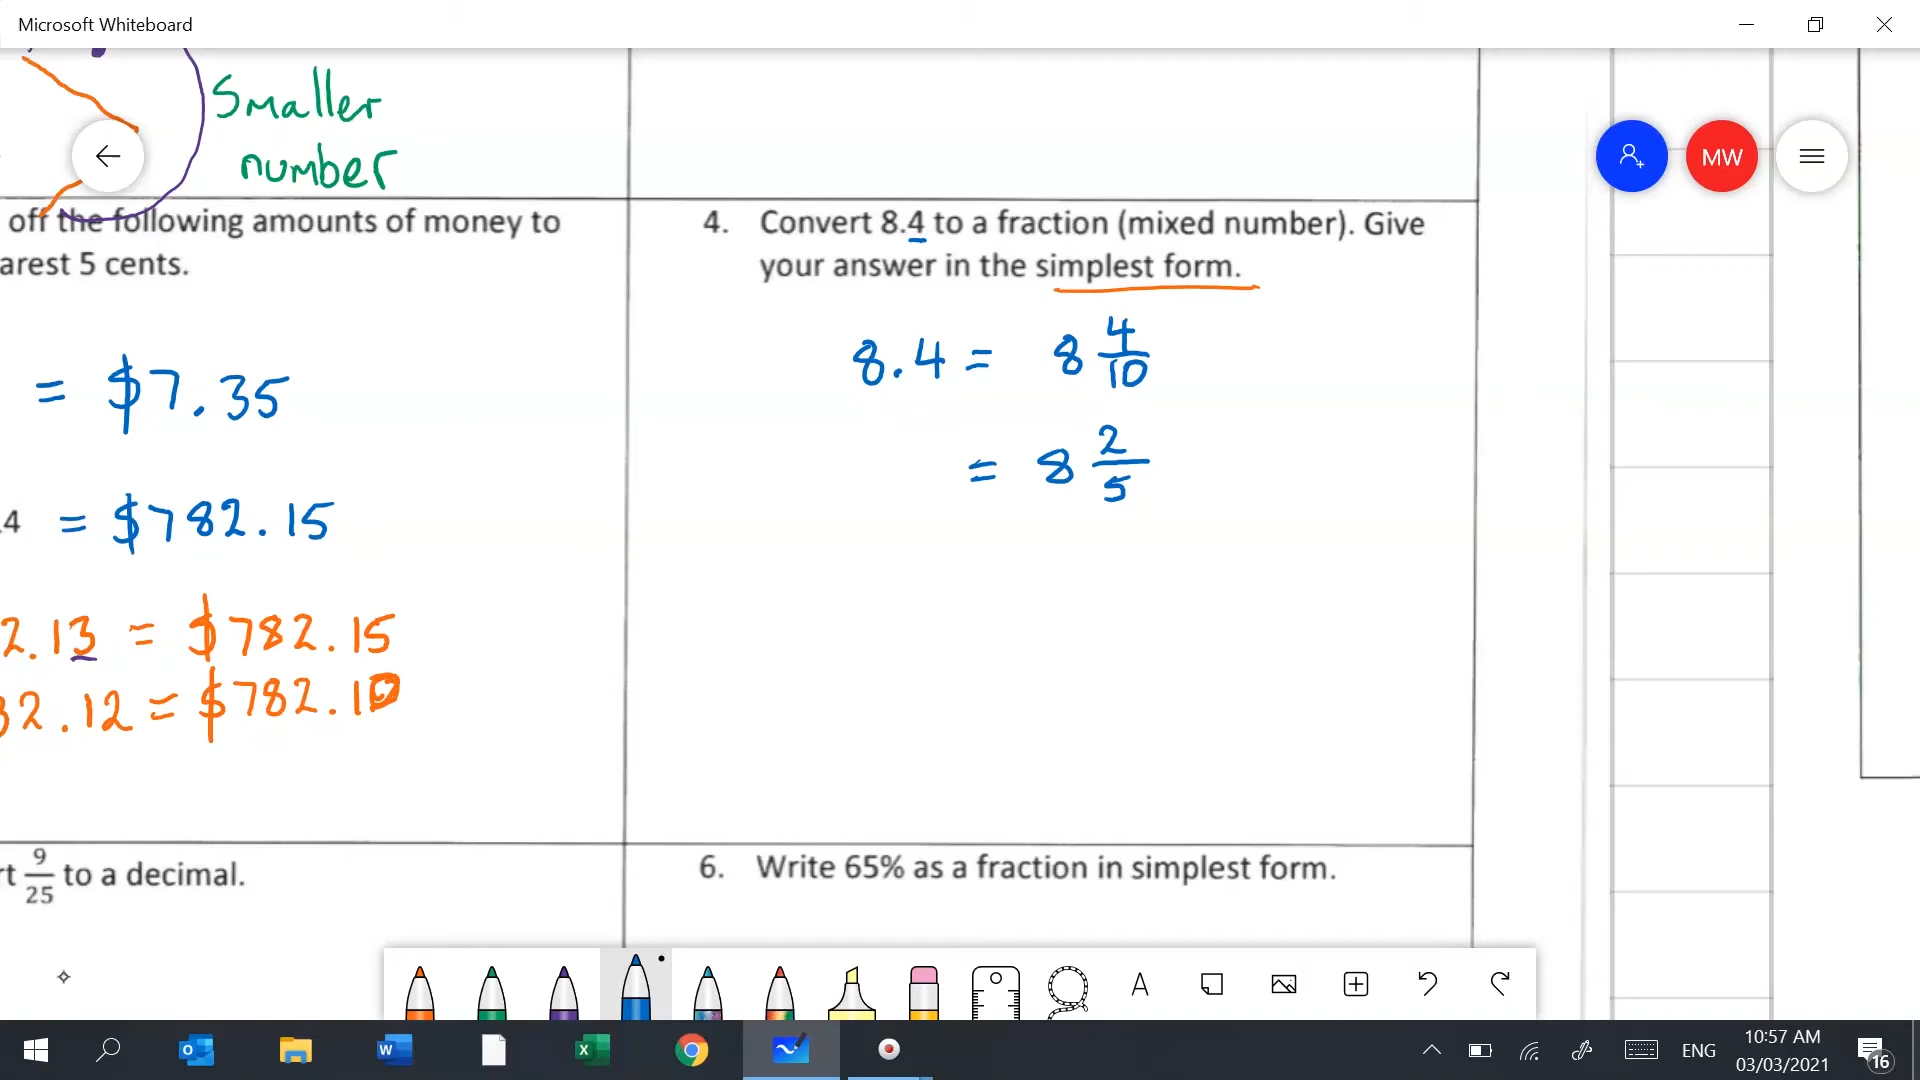 Microsoft Whiteboard
Smaller
number
MW
off the following amounts of money to
arest 5 cents.
= $7.35
4 = $782.15
2.13 = $782.15
32.12 = $782.10
4. Convert 8.4 to a fraction (mixed number). Give
your answer in the simplest form.
8.4 = 8 4/10
= 8 2/5
rt 9/25 to a decimal.
6. Write 65% as a fraction in simplest form.
ENG
10:57 AM
03/03/2021
16